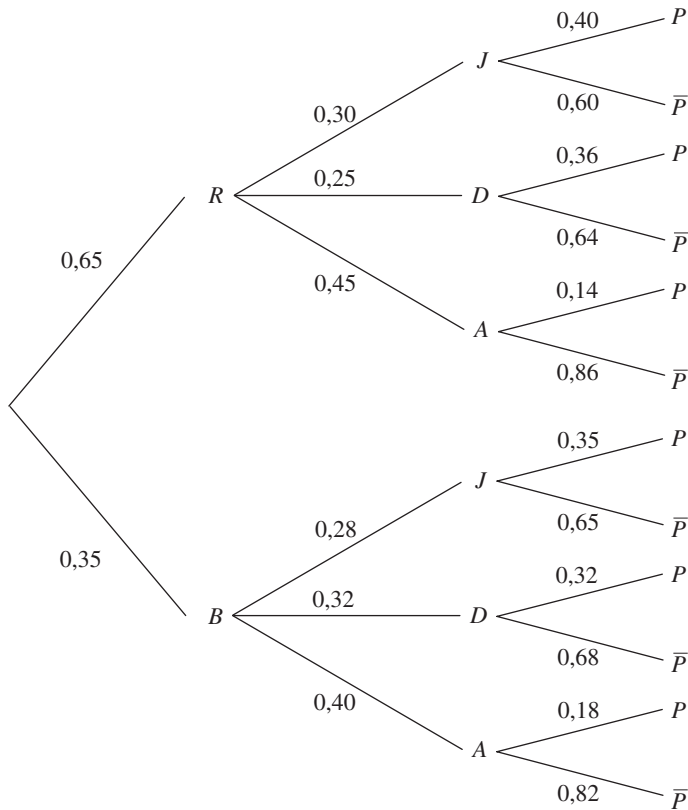 0,40 P
J
0,60 P̅
0,30
0,36 P
R 0,25 D
0,64 P̅
0,65
0,45
0,14 P
A
0,86 P̅
0,35 P
J
0,65 P̅
0,28
0,35
0,32 P
B 0,32 D
0,68 P̅
0,40
0,18 P
A
0,82 P̅